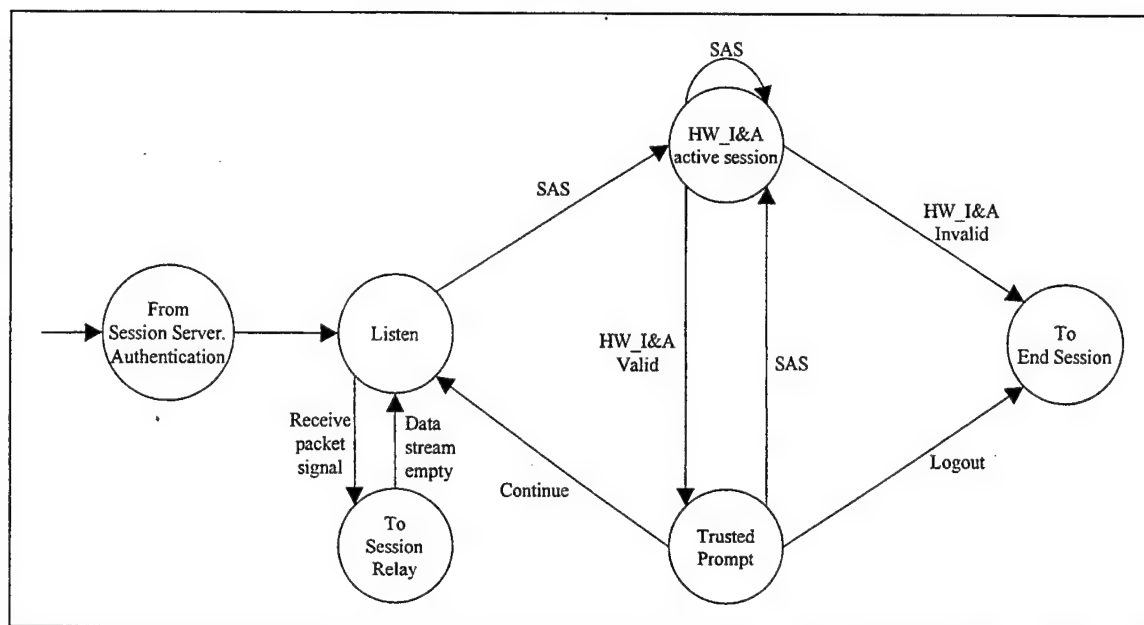 SAS
HW_I&A
active session
SAS
HW_I&A
Invalid
From
Session Server.
Authentication
Listen
HW_I&A
Valid
SAS
To
End Session
Receive
packet
signal
Data
stream
empty
Continue
Logout
To
Session
Relay
Trusted
Prompt